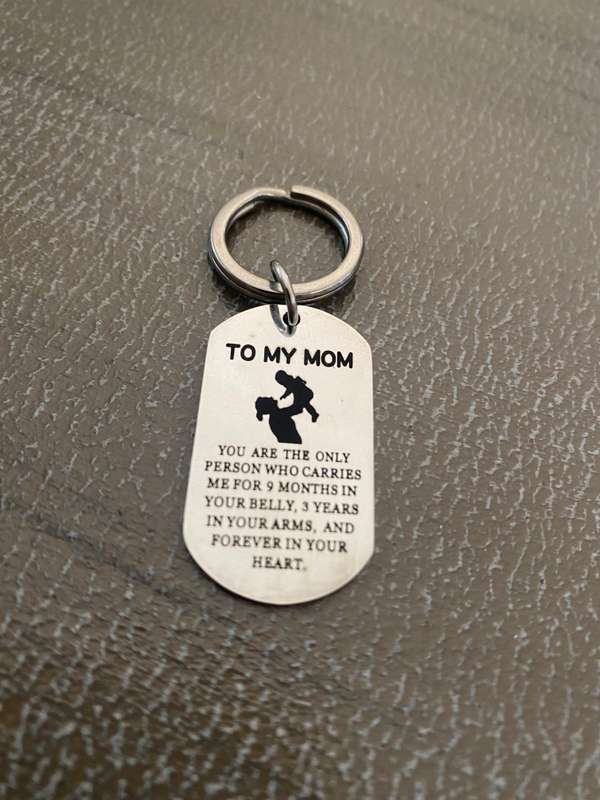 TO MY MOM
YOU ARE THE ONLY
PERSON WHO CARRIES
ME FOR 9 MONTHS IN
YOUR BELLY, 3 YEARS
IN YOUR ARMS, AND
FOREVER IN YOUR
HEART.